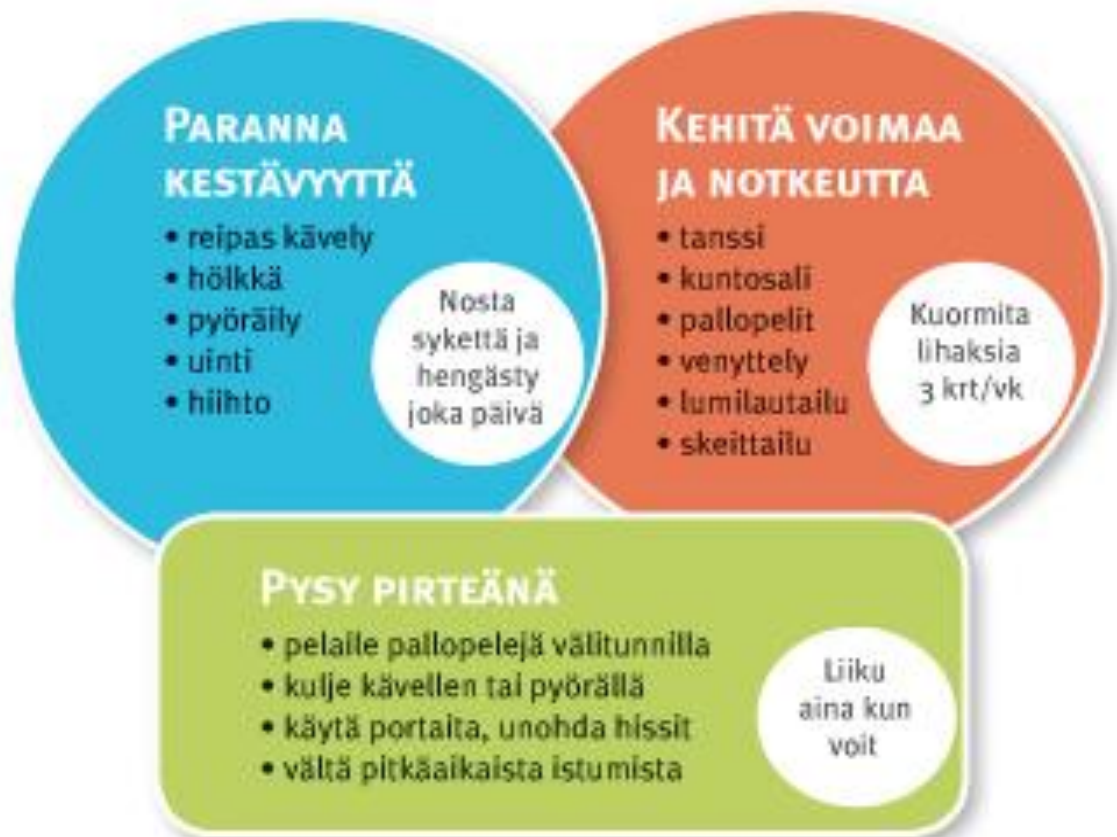 PARANNA
KESTÄVYYTTÄ
• reipas kävely
• hölkkä
• pyöräily
• uinti
• hiihto
Nosta
sykettä ja
hengästy
joka päivä
KEHITÄ VOIMAA
JA NOTKEUTTA
• tanssi
• kuntosali
• pallopelit
• venyttely
• lumilautailu
• skeittailu
Kuormita
lihaksia
3 krt/vk
PYSY PIRTEÄNÄ
• pelaile pallopelejä välitunnilla
• kulje kävellen tai pyörällä
• käytä portaita, unohda hissit
• vältä pitkäaikaista istumista
Liiku
aina kun
voit